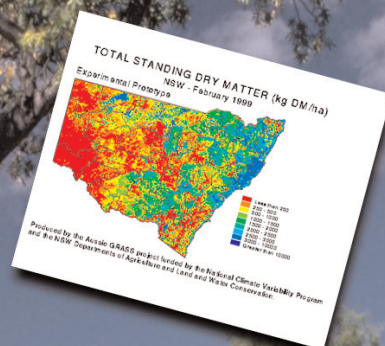 TOTAL STANDING DRY MATTER (kg DM/ha)
NSW - February 1999
Experimental Prototype
Less than 250
250 - 500
500 - 1000
1000 - 1500
1500 - 2000
2000 - 2500
2500 - 3000
3000 - 10000
Greater than 10000
Produced by the Aussie GRASS project funded by the National Climate Variability Program
and the NSW Departments of Agriculture and Land and Water Conservation.